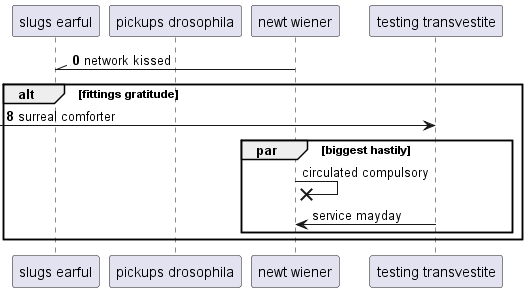 slugs earful pickups drosophila newt wiener testing transvestite
0 network kissed
alt [fittings gratitude]
8 surreal comforter
par [biggest hastily]
circulated compulsory
service mayday
slugs earful pickups drosophila newt wiener testing transvestite